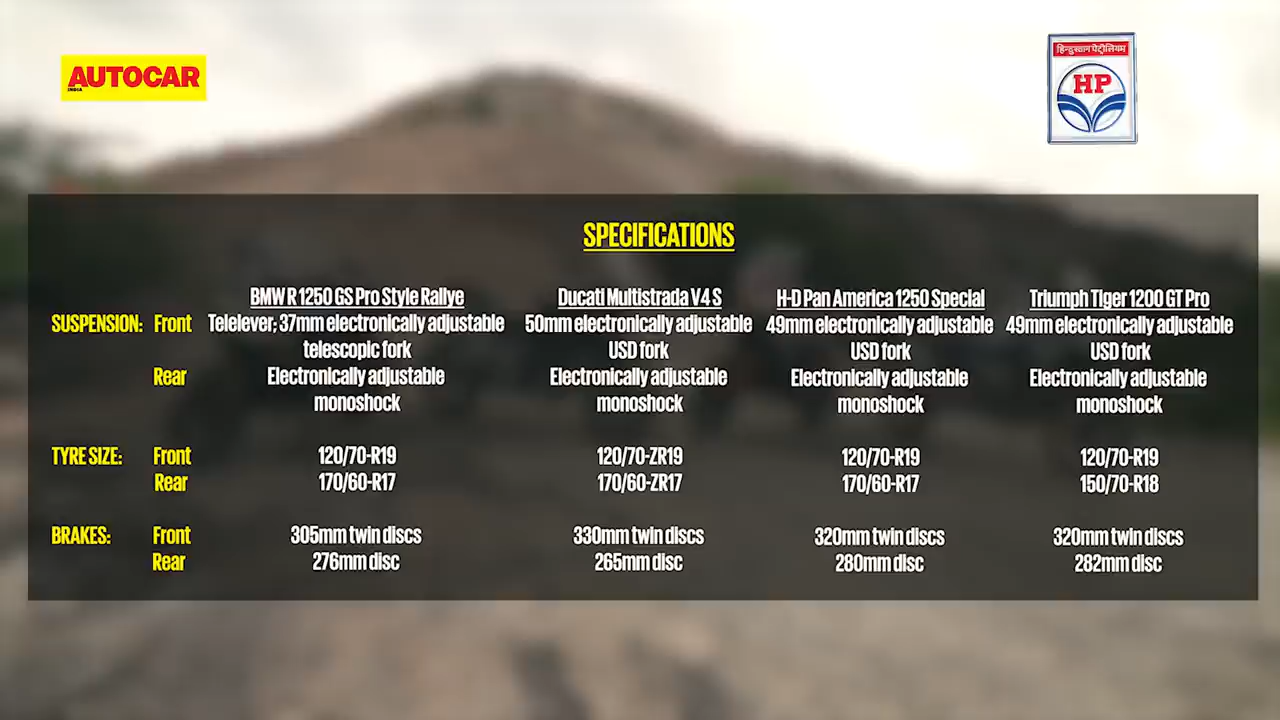 AUTOCAR
INDIA
हिन्दुस्तान पेट्रोलियम
HP
SPECIFICATIONS
BMW R 1250 GS Pro Style Rallye Ducati Multistrada V4 S H-D Pan America 1250 Special Triumph Tiger 1200 GT Pro
SUSPENSION: Front Telelever; 37mm electronically adjustable 50mm electronically adjustable 49mm electronically adjustable 49mm electronically adjustable
telescopic fork USD fork USD fork USD fork
Rear Electronically adjustable Electronically adjustable Electronically adjustable Electronically adjustable
monoshock monoshock monoshock monoshock
TYRE SIZE: Front 120/70-R19 120/70-ZR19 120/70-R19 120/70-R19
Rear 170/60-R17 170/60-ZR17 170/60-R17 150/70-R18
BRAKES: Front 305mm twin discs 330mm twin discs 320mm twin discs 320mm twin discs
Rear 276mm disc 265mm disc 280mm disc 282mm disc